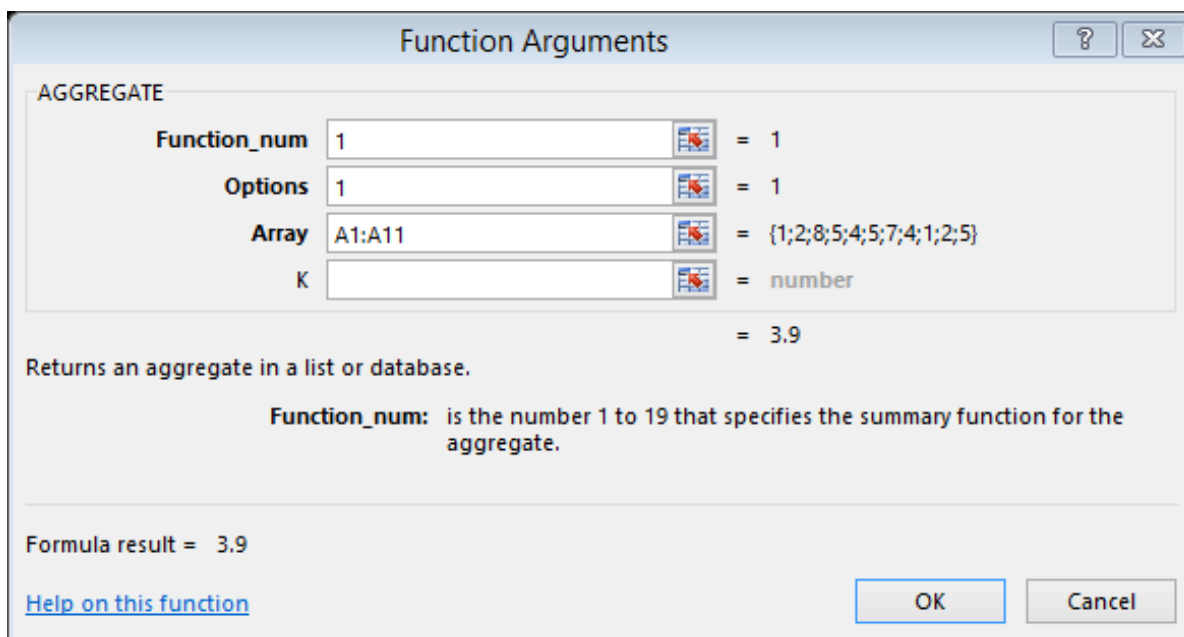 Function Arguments
AGGREGATE
Function_num 1 = 1
Options 1 = 1
Array A1:A11 = {1;2;8;5;4;5;7;4;1;2;5}
K = number
= 3.9
Returns an aggregate in a list or database.
Function_num: is the number 1 to 19 that specifies the summary function for the
aggregate.
Formula result = 3.9
Help on this function OK Cancel